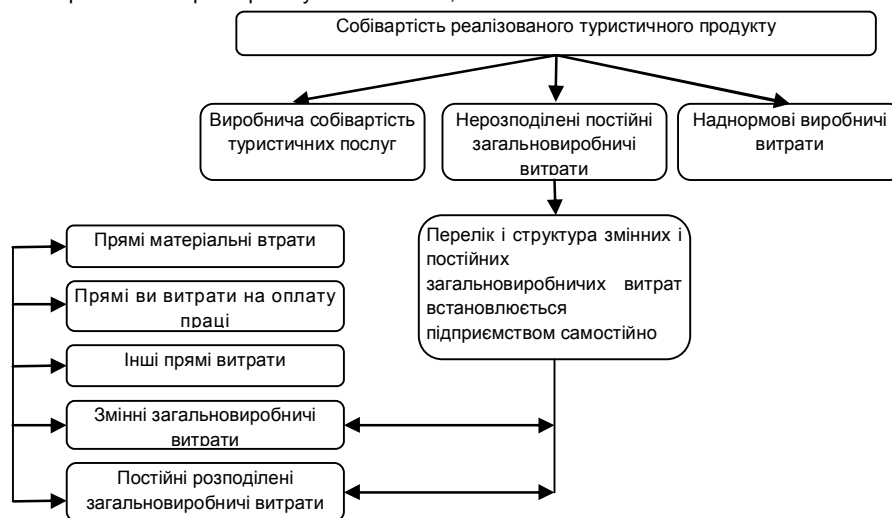 Собівартість реалізованого туристичного продукту
Виробнича собівартість
туристичних послуг
Нерозподілені постійні
загальновиробничі
витрати
Наднормові виробничі
витрати
Прямі матеріальні втрати
Прямі ви витрати на оплату
праці
Інші прямі витрати
Змінні загальновиробничі
витрати
Постійні розподілені
загальновиробничі витрати
Перелік і структура змінних і
постійних
загальновиробничих витрат
встановлюється
підприємством самостійно